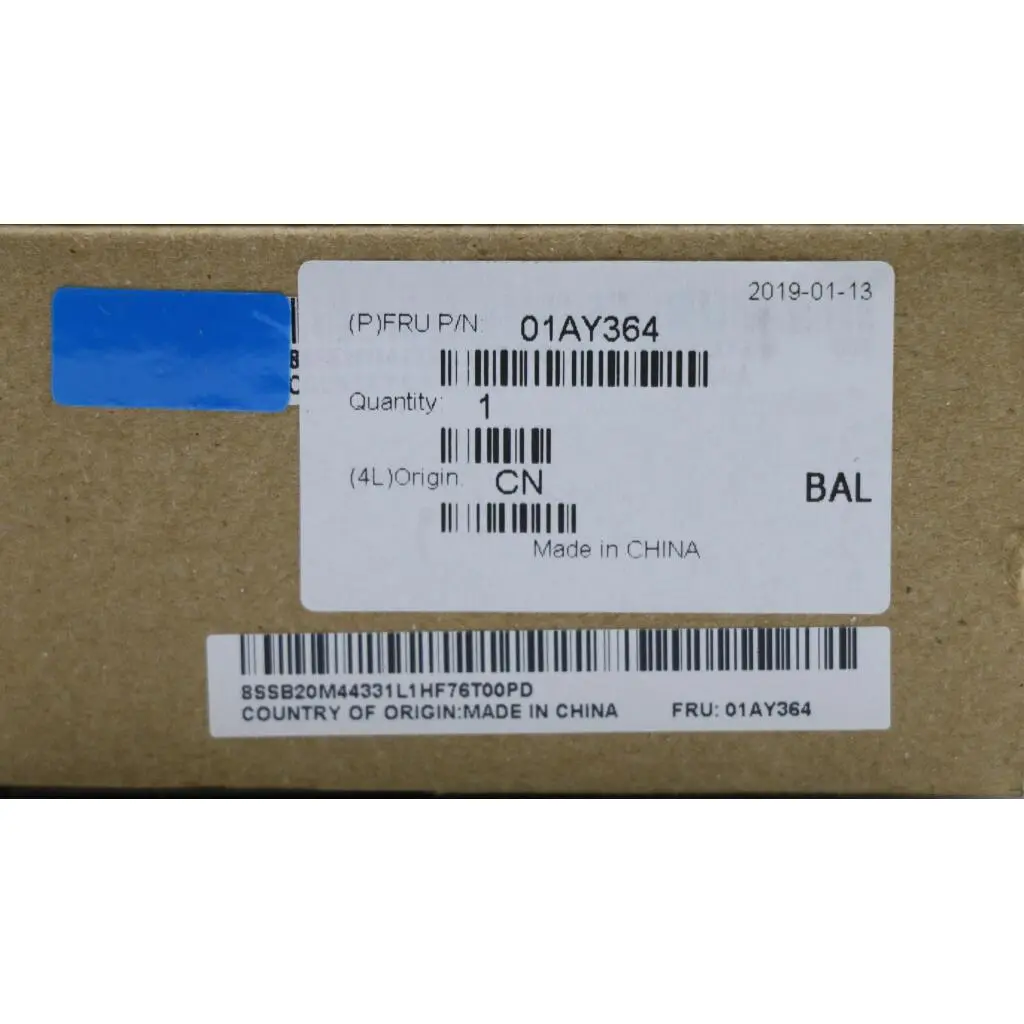 2019-01-13
(P)FRU P/N: 01AY364
Quantity: 1
(4L)Origin: CN
BAL
Made in CHINA
8SSB20M44331L1HF76T00PD
COUNTRY OF ORIGIN:MADE IN CHINA FRU: 01AY364